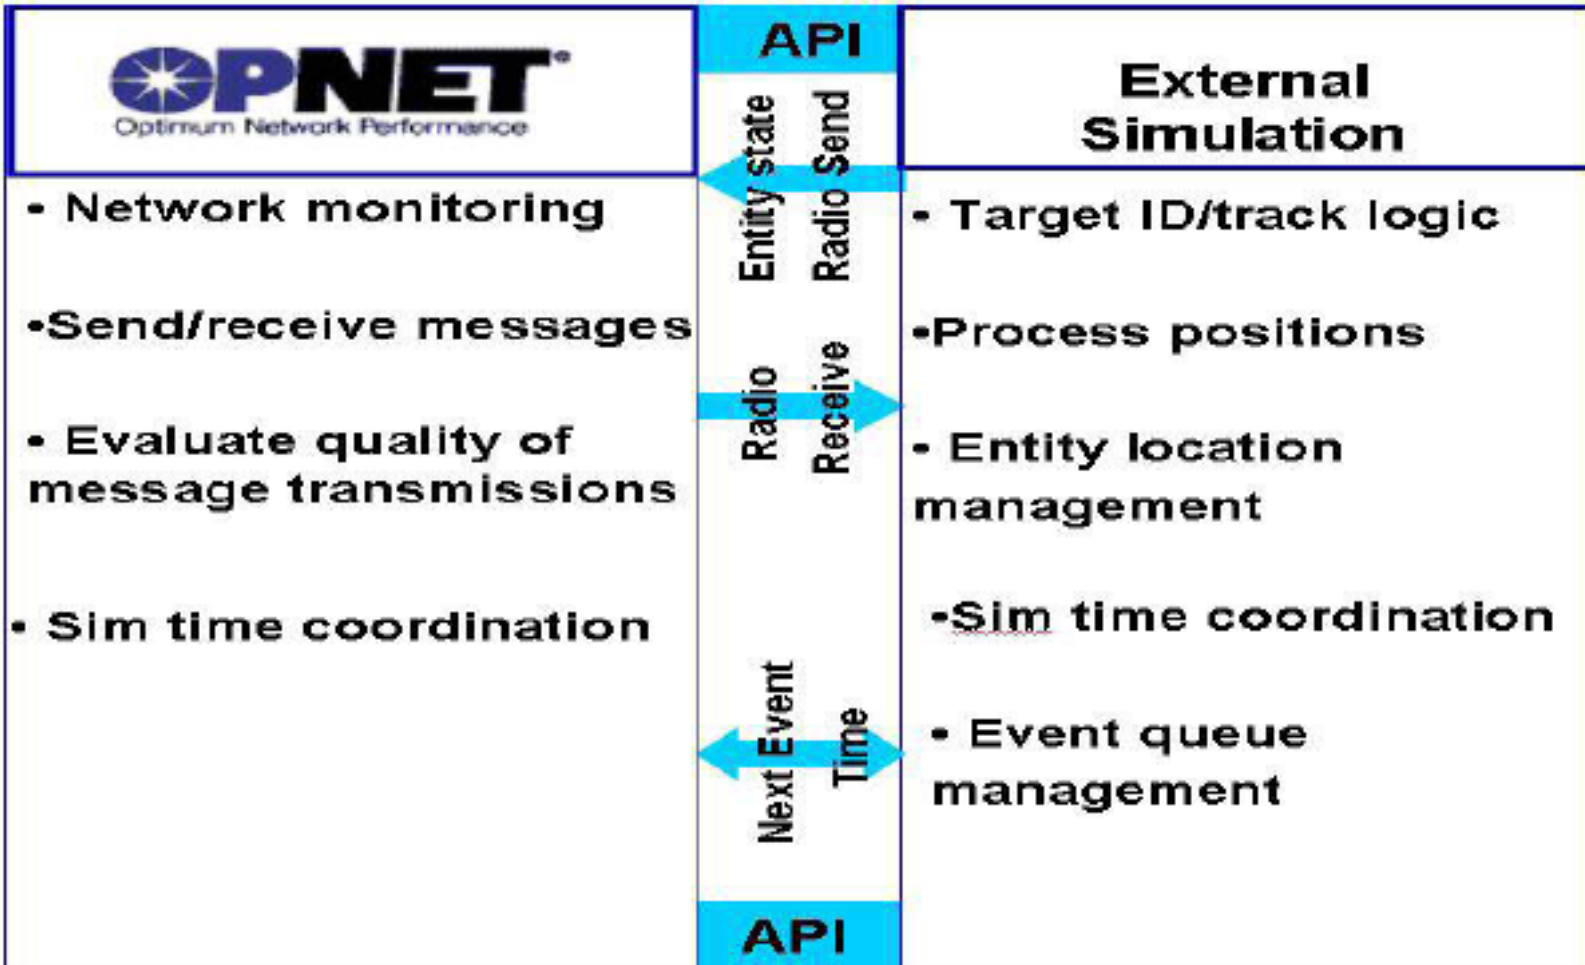 OPNET®
Optimum Network Performance
• Network monitoring
•Send/receive messages
• Evaluate quality of
message transmissions
• Sim time coordination
API
Entity state
Radio Send
Radio
Receive
Next Event
Time
API
External
Simulation
• Target ID/track logic
•Process positions
• Entity location
management
•Sim time coordination
• Event queue
management